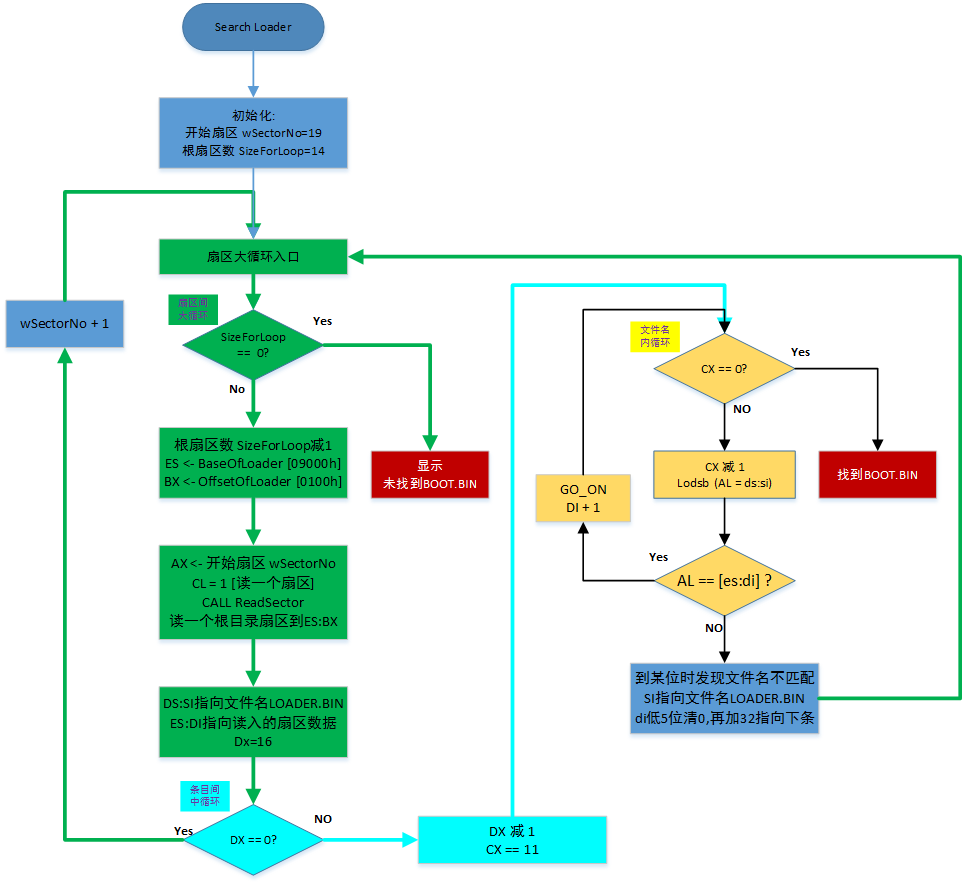 Search Loader
初始化:
开始扇区 wSectorNo=19
根扇区数 SizeForLoop=14
扇区大循环入口
wSectorNo + 1
扇区间
大循环
SizeForLoop
== 0?
Yes
No
根扇区数 SizeForLoop减1
ES <- BaseOfLoader [09000h]
BX <- OffsetOfLoader [0100h]
显示
未找到BOOT.BIN
AX <- 开始扇区 wSectorNo
CL = 1 [读一个扇区]
CALL ReadSector
读一个根目录扇区到ES:BX
DS:SI指向文件名LOADER.BIN
ES:DI指向读入的扇区数据
Dx=16
条目间
中循环
DX == 0?
Yes
NO
DX 减 1
CX == 11
文件名
内循环
CX == 0?
Yes
NO
CX 减 1
Lodsb (AL = ds:si)
找到BOOT.BIN
GO_ON
DI + 1
Yes
AL == [es:di] ?
NO
到某位时发现文件名不匹配
SI指向文件名LOADER.BIN
di低5位清0,再加32指向下条